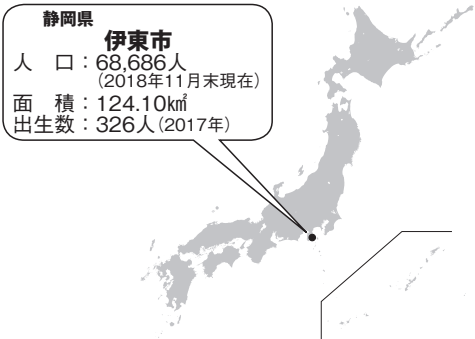 静岡県
伊東市
人　口：68,686人
（2018年11月末現在）
面　積：124.10㎢
出生数：326人（2017年）